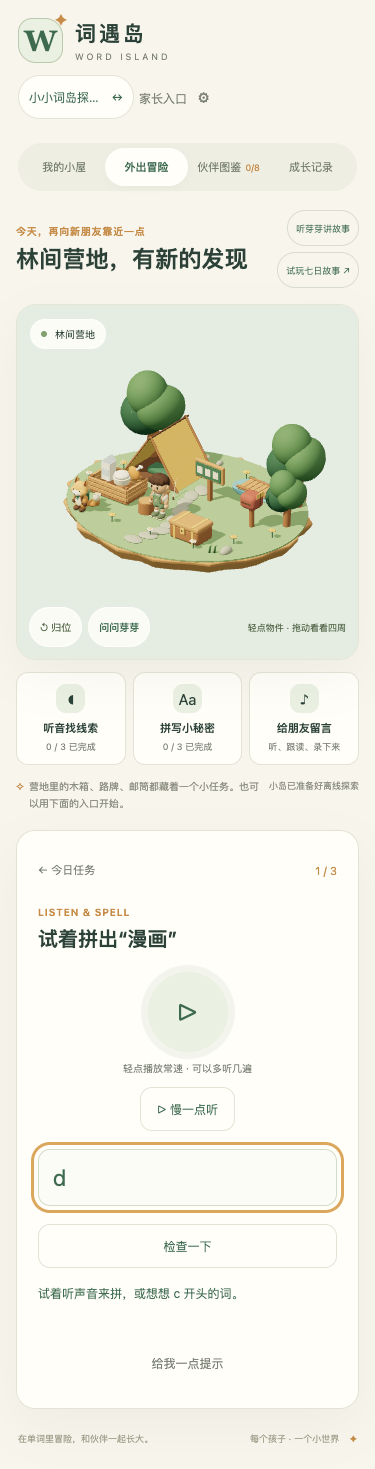 W 词遇岛
WORD ISLAND
小小词岛探... ↔ 家长入口 ⚙
我的小屋 外出冒险 伙伴图鉴 0/8 成长记录
今天，再向新朋友靠近一点
林间营地，有新的发现
听芽芽讲故事
试玩七日故事 ↗
林间营地
归位 问问芽芽 轻点物件 · 拖动看看四周
Aa
听音找线索 拼写小秘密 给朋友留言
0 / 3 已完成 0 / 3 已完成 听、跟读、录下来
营地里的木箱、路牌、邮筒都藏着一个小任务。也可
以用下面的入口开始。
小岛已准备好离线探索
← 今日任务 1 / 3
LISTEN & SPELL
试着拼出“漫画”
轻点播放常速 · 可以多听几遍
慢一点听
d
检查一下
试着听声音来拼，或想想 c 开头的词。
给我一点提示
在单词里冒险，和伙伴一起长大。 每个孩子 · 一个小世界